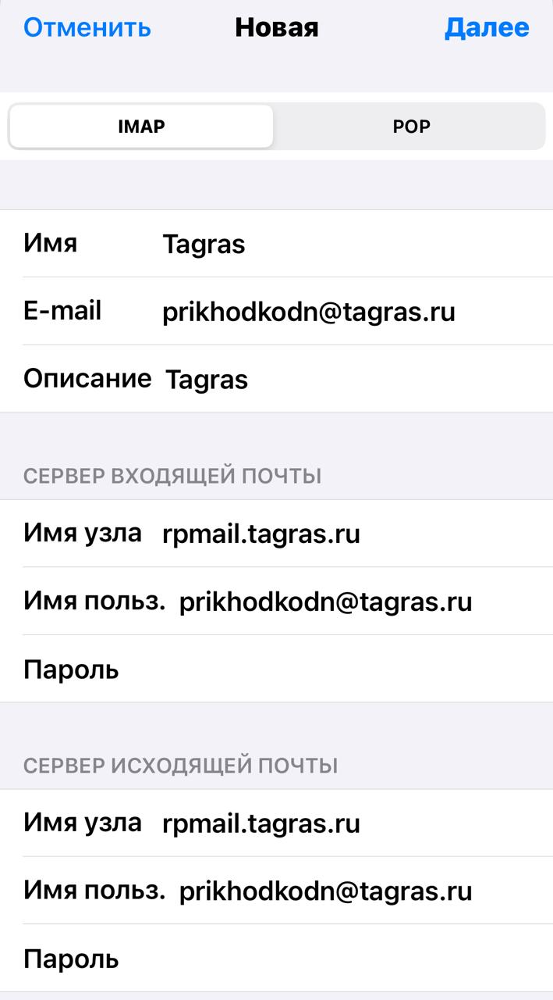 Отменить Новая Далее
IMAP POP
Имя Tagras
E-mail prikhodkodn@tagras.ru
Описание Tagras
СЕРВЕР ВХОДЯЩЕЙ ПОЧТЫ
Имя узла rpmail.tagras.ru
Имя польз. prikhodkodn@tagras.ru
Пароль
СЕРВЕР ИСХОДЯЩЕЙ ПОЧТЫ
Имя узла rpmail.tagras.ru
Имя польз. prikhodkodn@tagras.ru
Пароль